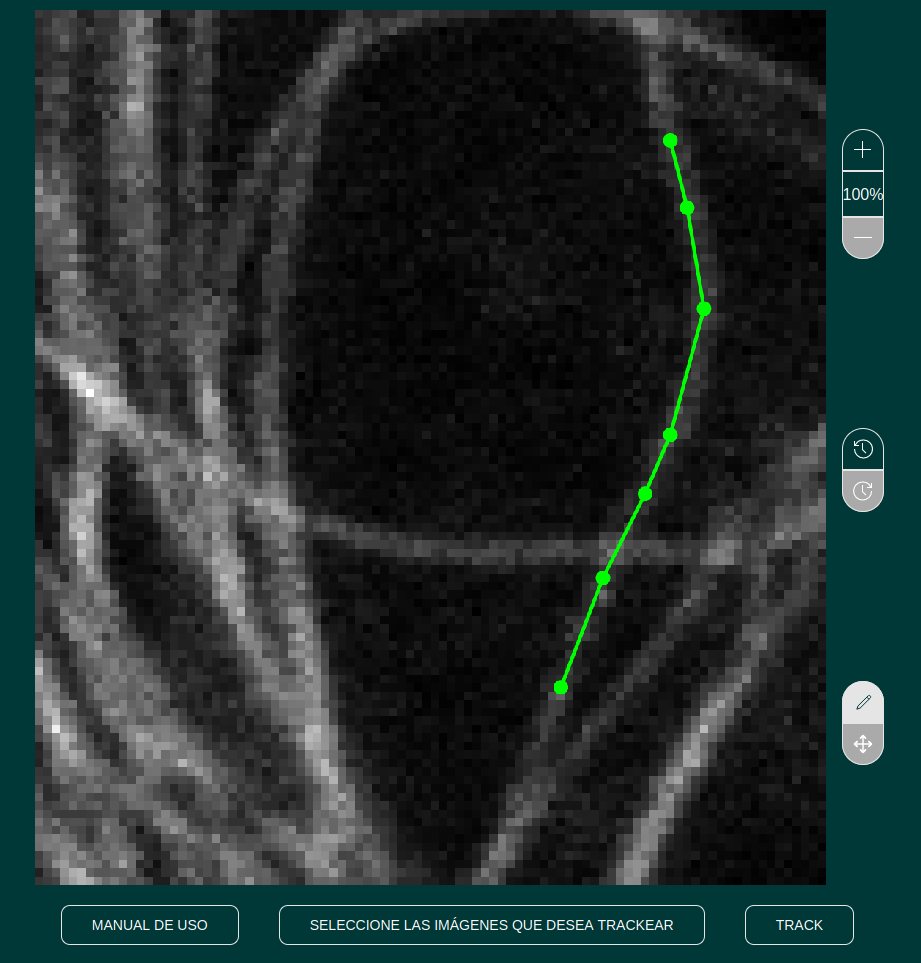 100%
MANUAL DE USO
SELECCIONE LAS IMÁGENES QUE DESEA TRACKEAR
TRACK